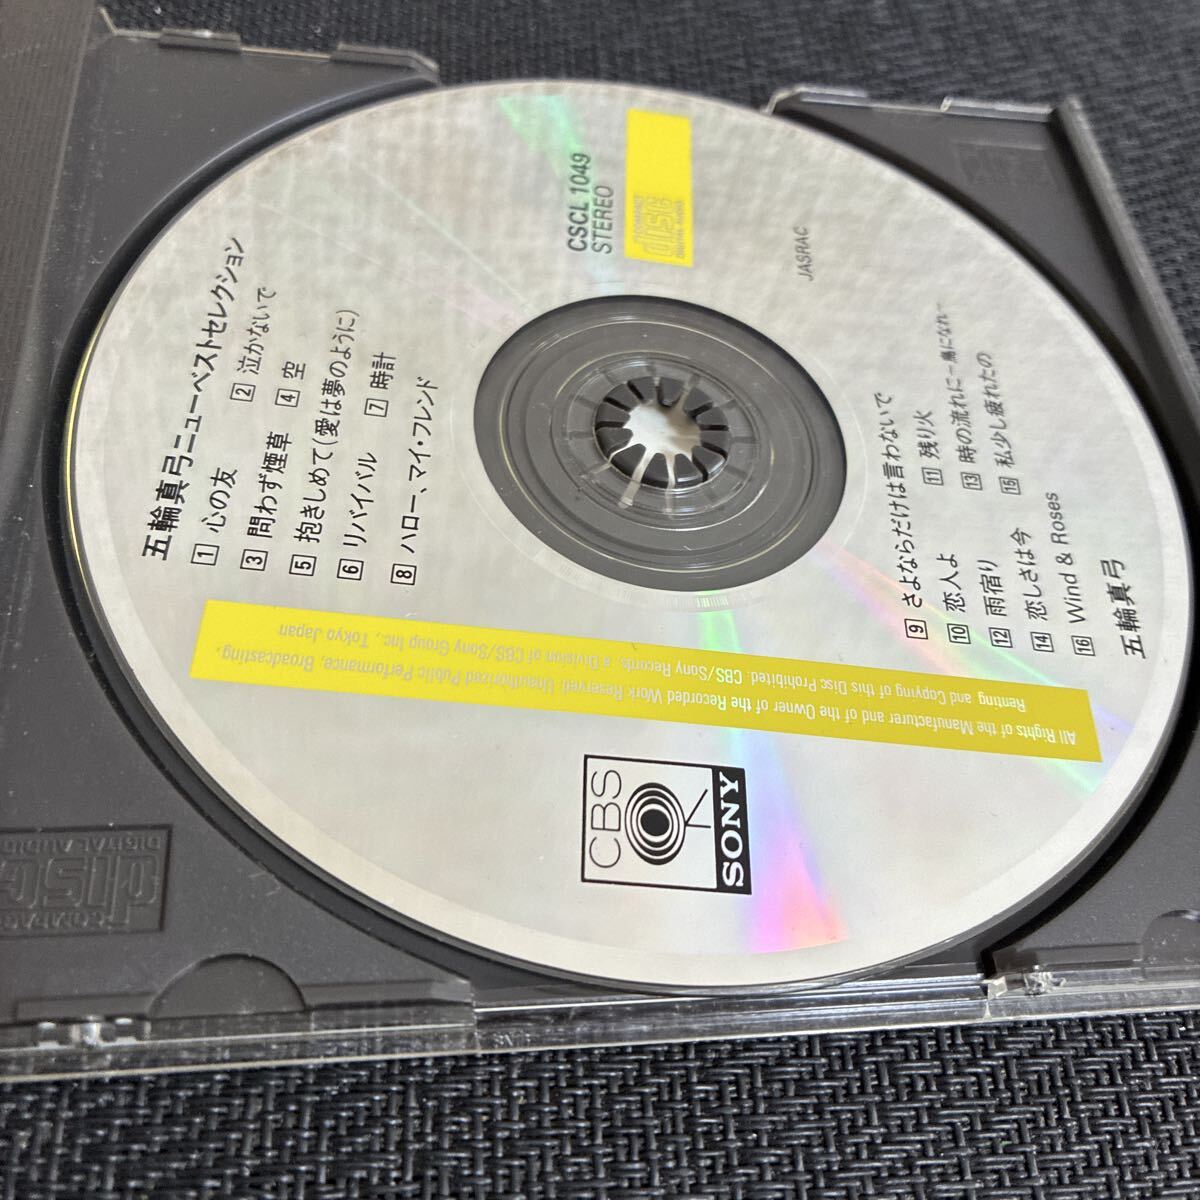 五輪真弓ニューベストセレクション
1 心の友 2 泣かないで
3 問わず煙草 4 空
5 抱きしめて(愛は夢のように)
6 リバイバル 7 時計
8 ハロー、マイ・フレンド
CSCL 1049
STEREO
COMPACT
disc
DIGITAL AUDIO
JASRAC
9 さよならだけは言わないで
10 恋人よ 11 残り火
12 雨宿り 13 時の流れに－鳥になれ－
14 恋しさは今 15 私少し疲れたの
16 Wind & Roses
五輪真弓
All Rights of the Manufacturer and of the Owner of the Recorded Work Reserved. Unauthorized Public Performance, Broadcasting,
Renting and Copying of this Disc Prohibited. CBS/Sony Records, a Division of CBS/Sony Group Inc., Tokyo Japan
CBS
SONY
COMPACT
disc
DIGITAL AUDIO